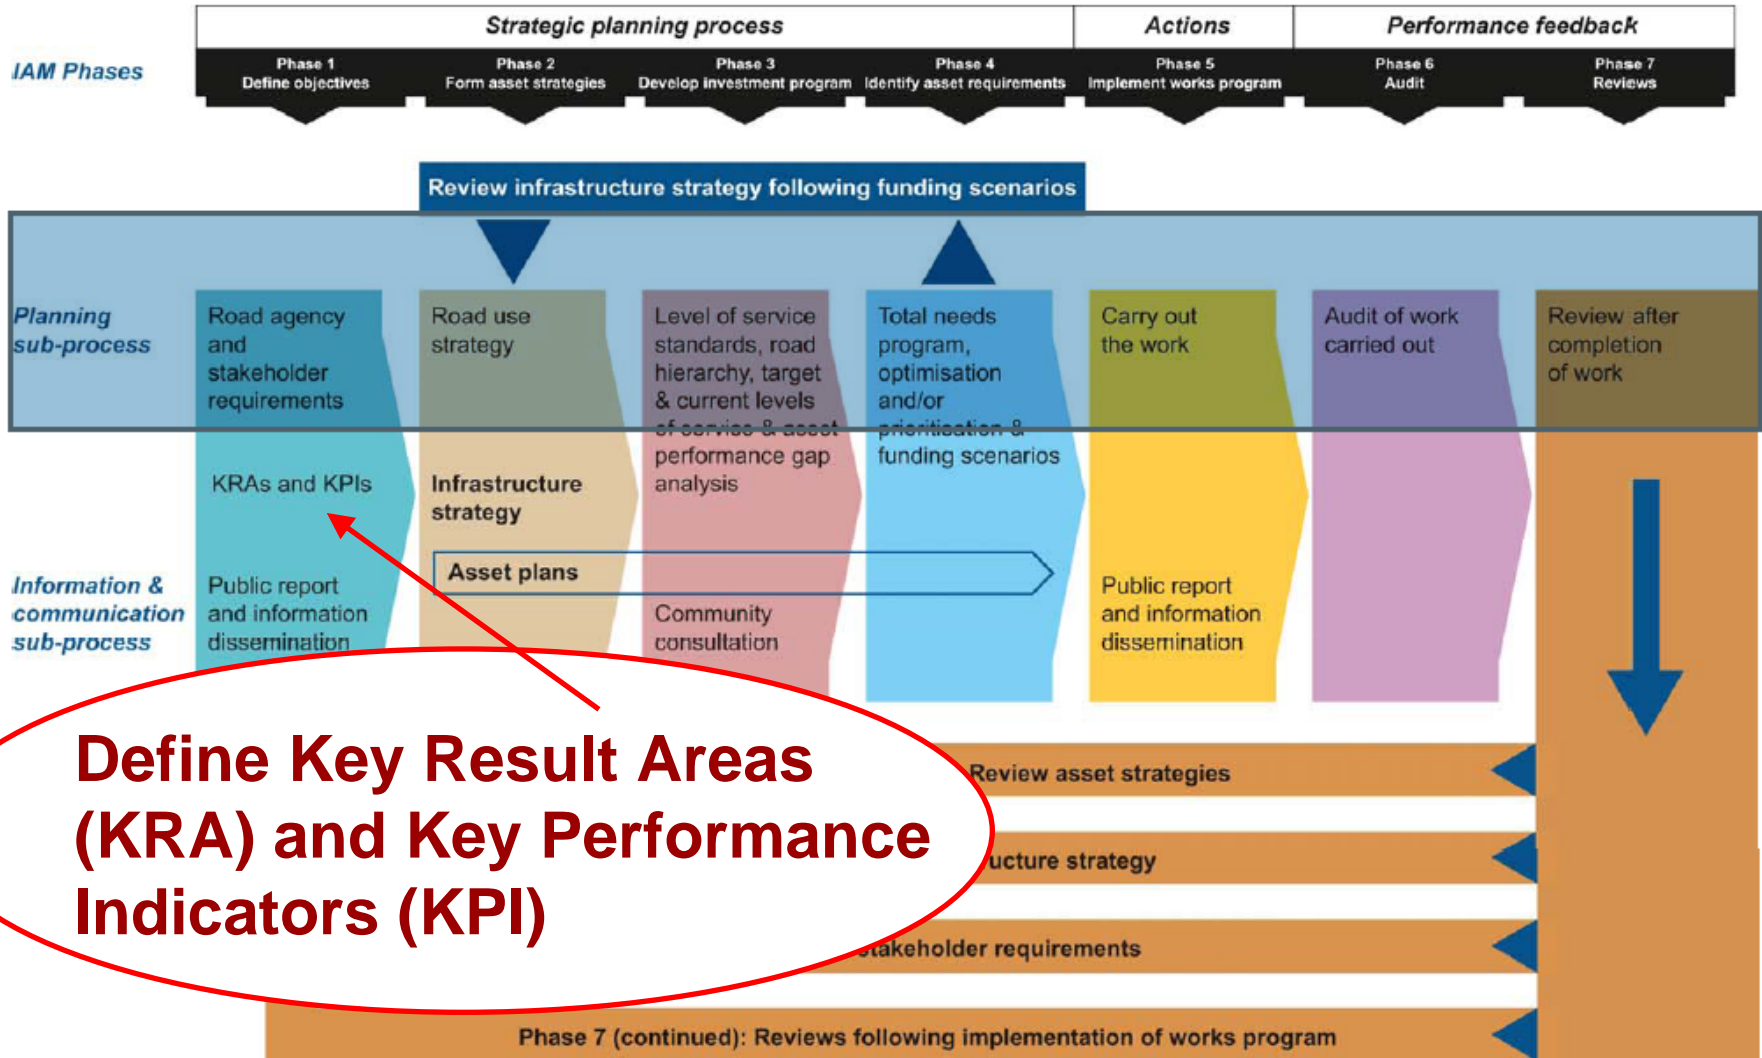 Strategic planning process
Actions
Performance feedback
IAM Phases
Phase 1
Define objectives
Phase 2
Form asset strategies
Phase 3
Develop investment program
Phase 4
Identify asset requirements
Phase 5
Implement works program
Phase 6
Audit
Phase 7
Reviews
Review infrastructure strategy following funding scenarios
Planning
sub-process
Road agency
and
stakeholder
requirements
Road use
strategy
Level of service
standards, road
hierarchy, target
& current levels
of service & asset
performance gap
analysis
Total needs
program,
optimisation
and/or
prioritisation &
funding scenarios
Carry out
the work
Audit of work
carried out
Review after
completion
of work
KRAs and KPIs
Infrastructure
strategy
Asset plans
Information &
communication
sub-process
Public report
and information
dissemination
Community
consultation
Public report
and information
dissemination
Define Key Result Areas
(KRA) and Key Performance
Indicators (KPI)
Review asset strategies
strategy
requirements
Phase 7 (continued): Reviews following implementation of works program